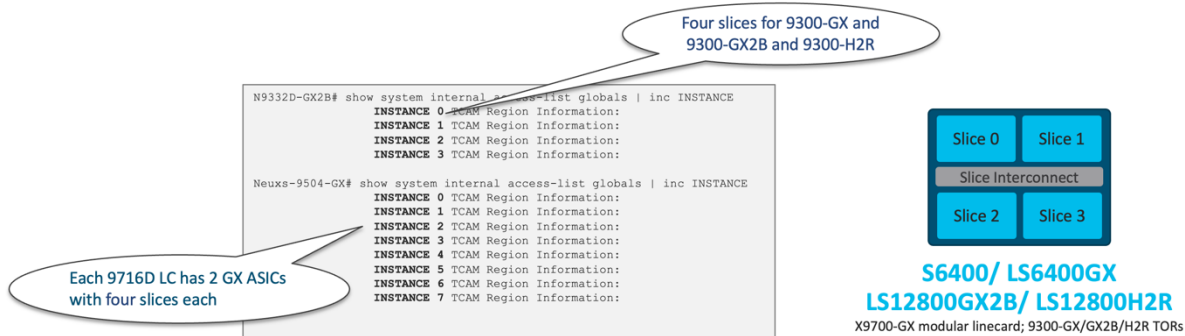 Four slices for 9300-GX and
9300-GX2B and 9300-H2R
N9332D-GX2B# show system internal access-list globals | inc INSTANCE
INSTANCE 0 TCAM Region Information:
INSTANCE 1 TCAM Region Information:
INSTANCE 2 TCAM Region Information:
INSTANCE 3 TCAM Region Information:
Neuxs-9504-GX# show system internal access-list globals | inc INSTANCE
INSTANCE 0 TCAM Region Information:
INSTANCE 1 TCAM Region Information:
INSTANCE 2 TCAM Region Information:
INSTANCE 3 TCAM Region Information:
INSTANCE 4 TCAM Region Information:
INSTANCE 5 TCAM Region Information:
INSTANCE 6 TCAM Region Information:
INSTANCE 7 TCAM Region Information:
Each 9716D LC has 2 GX ASICs
with four slices each
Slice 0 Slice 1
Slice Interconnect
Slice 2 Slice 3
S6400/ LS6400GX
LS12800GX2B/ LS12800H2R
X9700-GX modular linecard; 9300-GX/GX2B/H2R TORs